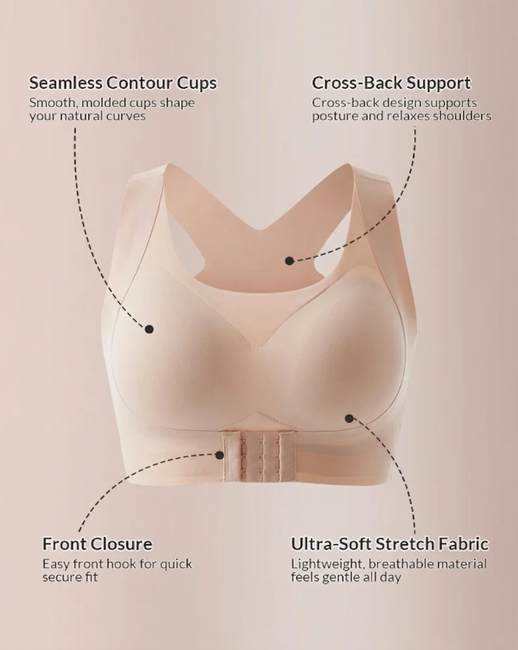 Seamless Contour Cups
Smooth, molded cups shape
your natural curves
Cross-Back Support
Cross-back design supports
posture and relaxes shoulders
Front Closure
Easy front hook for quick
secure fit
Ultra-Soft Stretch Fabric
Lightweight, breathable material
feels gentle all day